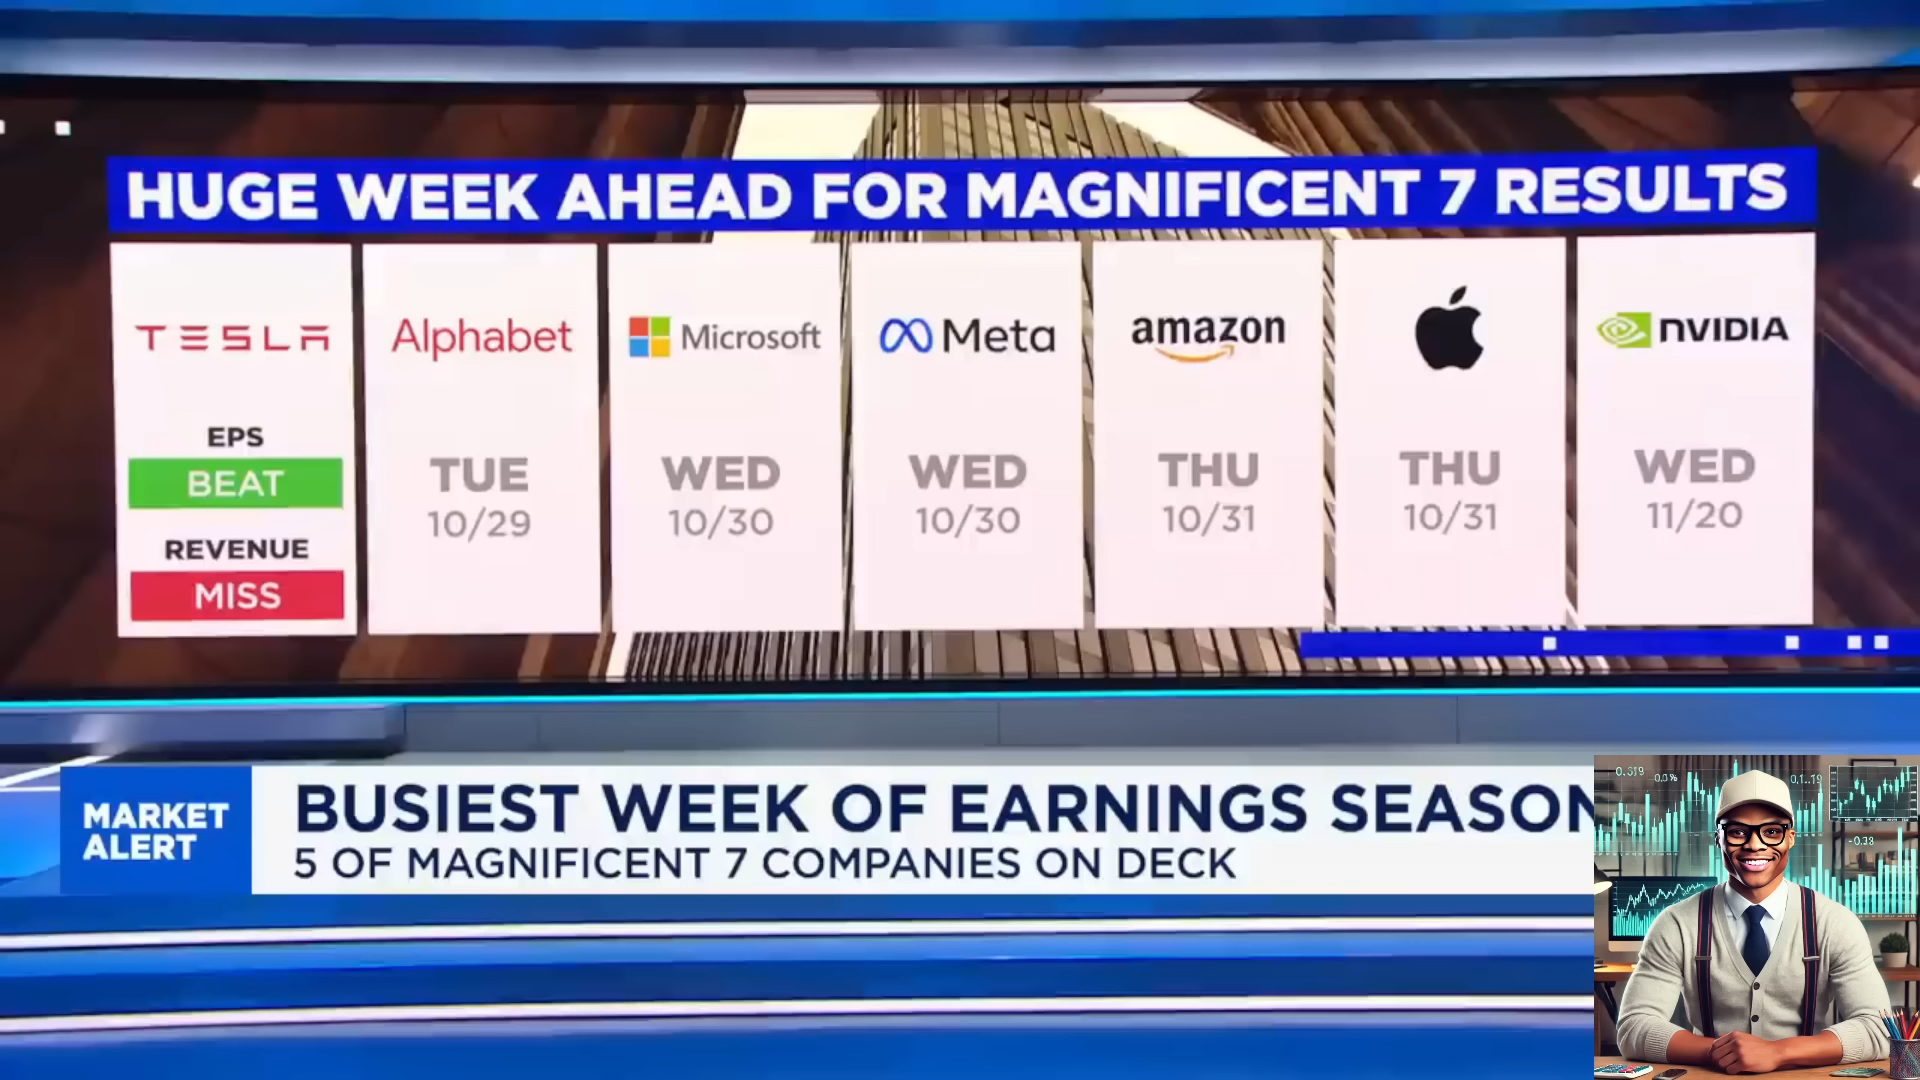 HUGE WEEK AHEAD FOR MAGNIFICENT 7 RESULTS
TESLA
EPS
BEAT
REVENUE
MISS
Alphabet
TUE
10/29
Microsoft
WED
10/30
Meta
WED
10/30
amazon
THU
10/31
THU
10/31
NVIDIA
WED
11/20
MARKET
ALERT
BUSIEST WEEK OF EARNINGS SEASON
5 OF MAGNIFICENT 7 COMPANIES ON DECK